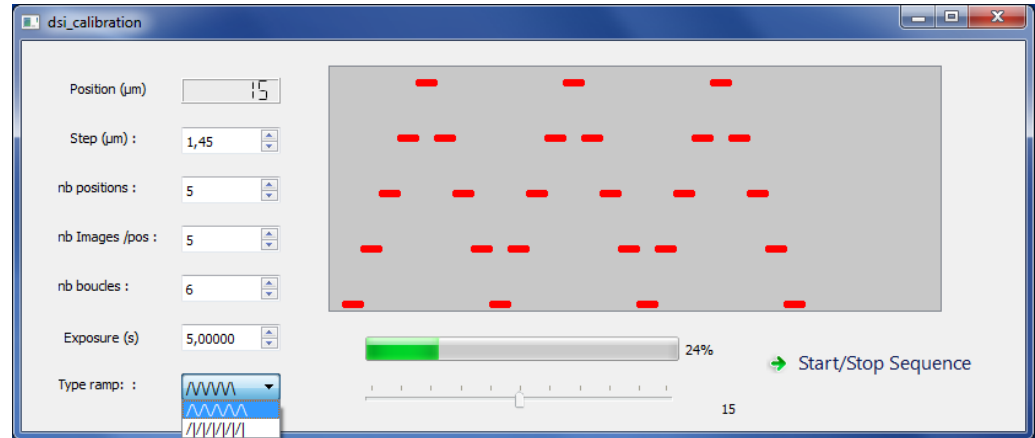 dsi_calibration
Position (µm)
15
Step (µm) :
1,45
nb positions :
5
nb Images /pos :
5
nb boucles :
6
Exposure (s)
5,00000
24%
Start/Stop Sequence
Type ramp: :
/\/\/\/\/\
/\/\/\/\/\
/|/|/|/|/|
15